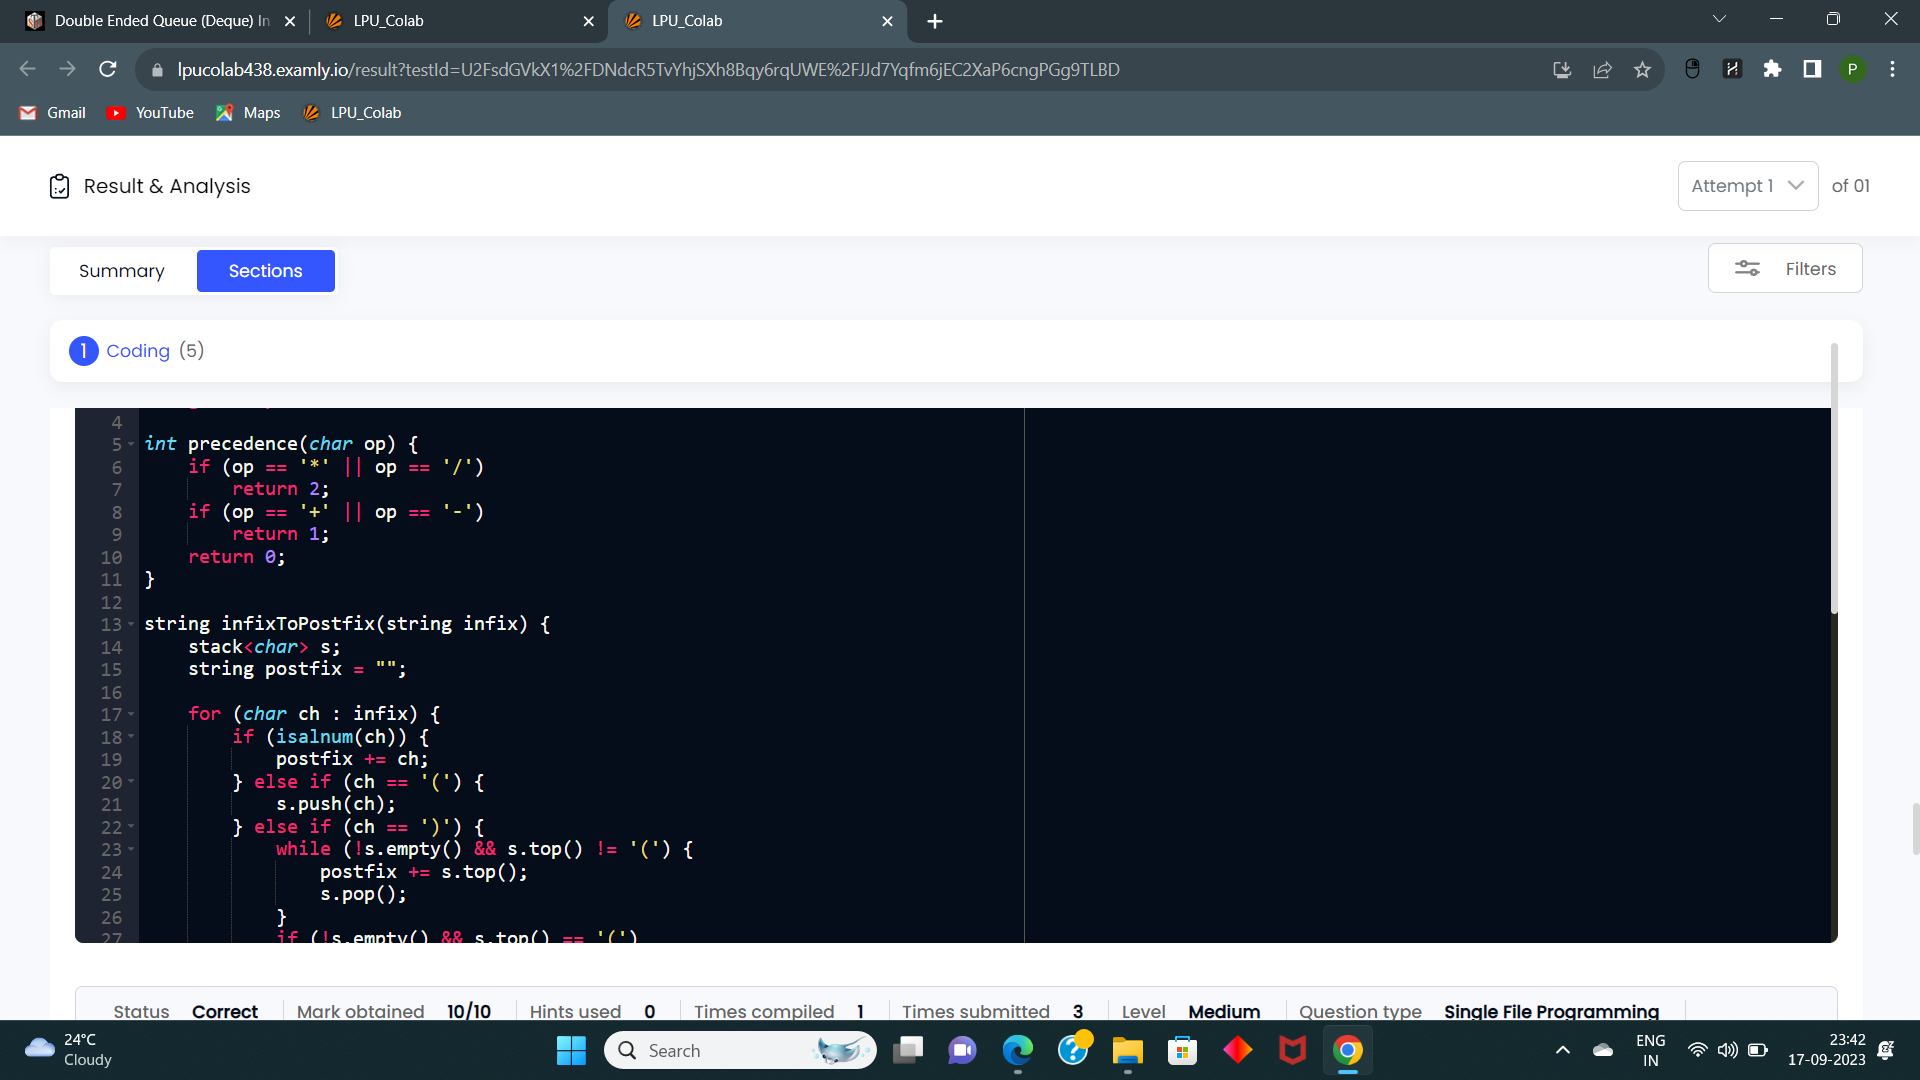 Double Ended Queue (Deque) In
LPU_Colab
LPU_Colab
lpucolab438.examly.io/result?testId=U2FsdGVkX1%2FDNdcR5TvYhjSXh8Bqy6rqUWE%2FJJd7Yqfm6jEC2XaP6cngPGg9TLBD
P
Gmail
YouTube
Maps
LPU_Colab
Result & Analysis
Attempt 1
of 01
Summary
Sections
Filters
1 Coding (5)
4
5 int precedence(char op) {
6 if (op == '*' || op == '/')
7 return 2;
8 if (op == '+' || op == '-')
9 return 1;
10 return 0;
11 }
12
13 string infixToPostfix(string infix) {
14 stack<char> s;
15 string postfix = "";
16
17 for (char ch : infix) {
18 if (isalnum(ch)) {
19 postfix += ch;
20 } else if (ch == '(') {
21 s.push(ch);
22 } else if (ch == ')') {
23 while (!s.empty() && s.top() != '(') {
24 postfix += s.top();
25 s.pop();
26 }
27 if (!s.empty() && s.top() == '(')
Status Correct Mark obtained 10/10 Hints used 0 Times compiled 1 Times submitted 3 Level Medium Question type Single File Programming
24°C
Cloudy
Search
ENG
IN
23:42
17-09-2023